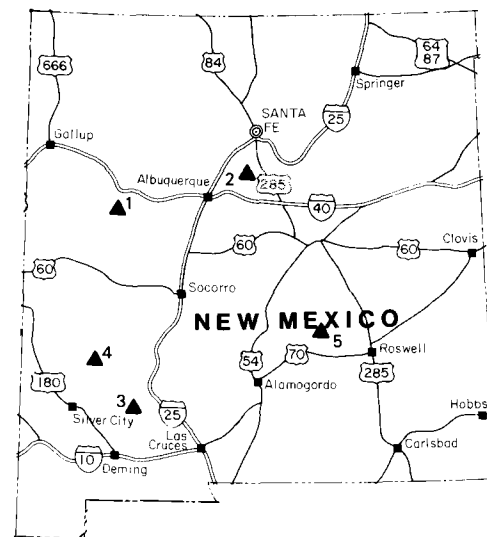 666
84
64
87
Springer
SANTA
FE
25
Gallup
Albuquerque
2
285
1
40
60
60
Clovis
60
Socorro
NEW MEXICO
5
4
54
70
Roswell
180
285
Alamogordo
3
Silver City
25
Hobbs
Las
Cruces
Carlsbad
10
Deming